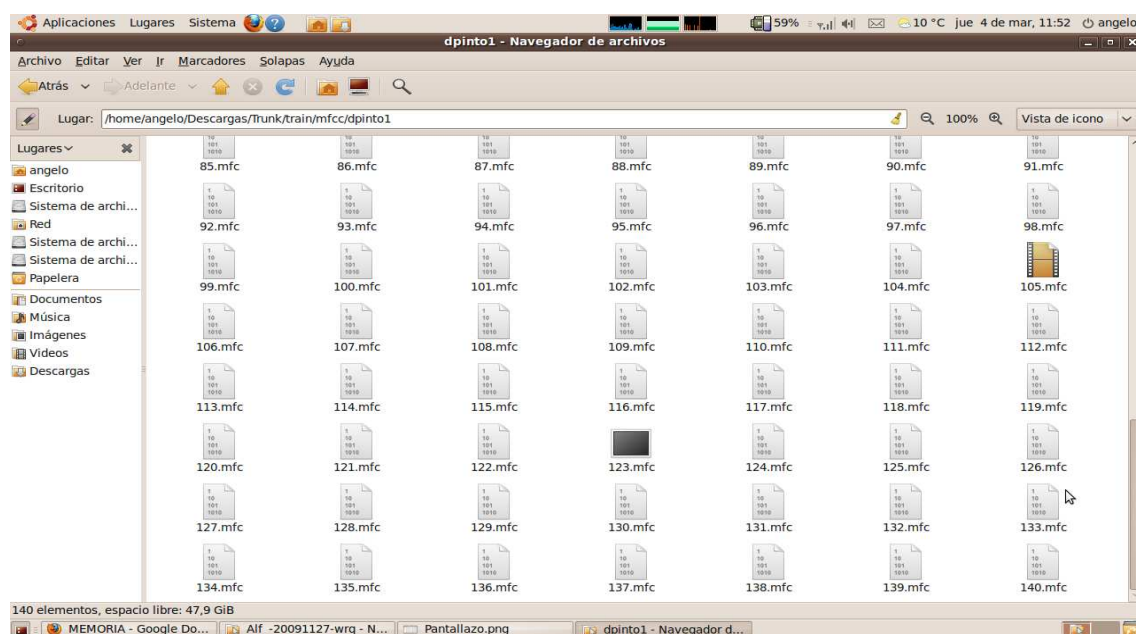 Aplicaciones Lugares Sistema 59% 10 °C jue 4 de mar, 11:52 angelo
dpinto1 - Navegador de archivos
Archivo Editar Ver Ir Marcadores Solapas Ayuda
Atrás Adelante
Lugar: /home/angelo/Descargas/Trunk/train/mfcc/dpinto1 100% Vista de icono
Lugares
angelo
Escritorio
Sistema de archi...
Red
Sistema de archi...
Sistema de archi...
Papelera
Documentos
Música
Imágenes
Videos
Descargas
85.mfc 86.mfc 87.mfc 88.mfc 89.mfc 90.mfc 91.mfc
92.mfc 93.mfc 94.mfc 95.mfc 96.mfc 97.mfc 98.mfc
99.mfc 100.mfc 101.mfc 102.mfc 103.mfc 104.mfc 105.mfc
106.mfc 107.mfc 108.mfc 109.mfc 110.mfc 111.mfc 112.mfc
113.mfc 114.mfc 115.mfc 116.mfc 117.mfc 118.mfc 119.mfc
120.mfc 121.mfc 122.mfc 123.mfc 124.mfc 125.mfc 126.mfc
127.mfc 128.mfc 129.mfc 130.mfc 131.mfc 132.mfc 133.mfc
134.mfc 135.mfc 136.mfc 137.mfc 138.mfc 139.mfc 140.mfc
140 elementos, espacio libre: 47,9 GiB
MEMORIA - Google Do... Alf -20091127-wrq - N... Pantallazo.png dpinto1 - Navegador d...